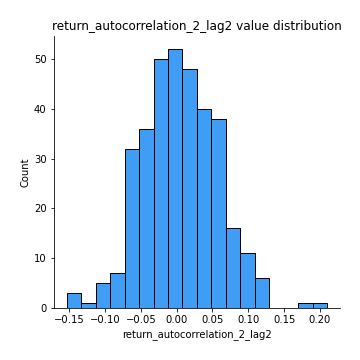 return_autocorrelation_2_lag2 value distribution
50
40
30
20
10
0
Count
−0.15 −0.10 −0.05 0.00 0.05 0.10 0.15 0.20
return_autocorrelation_2_lag2